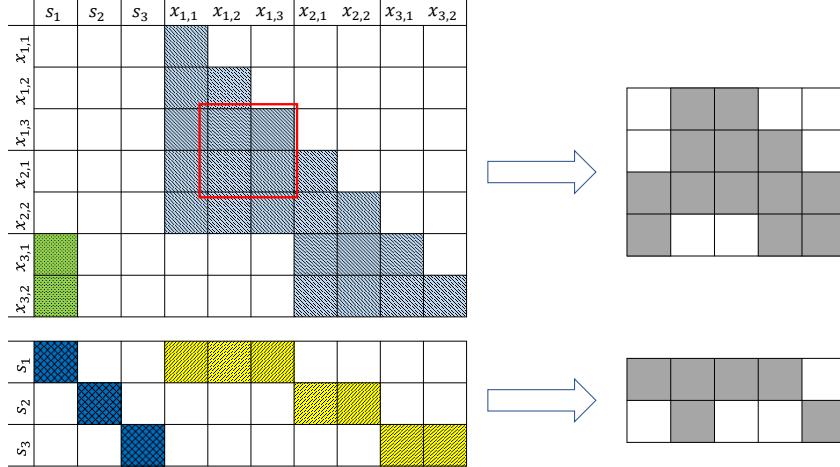 s₁ s₂ s₃ x₁,₁ x₁,₂ x₁,₃ x₂,₁ x₂,₂ x₃,₁ x₃,₂
x₁,₁
x₁,₂
x₁,₃
x₂,₁
x₂,₂
x₃,₁
x₃,₂
s₁
s₂
s₃